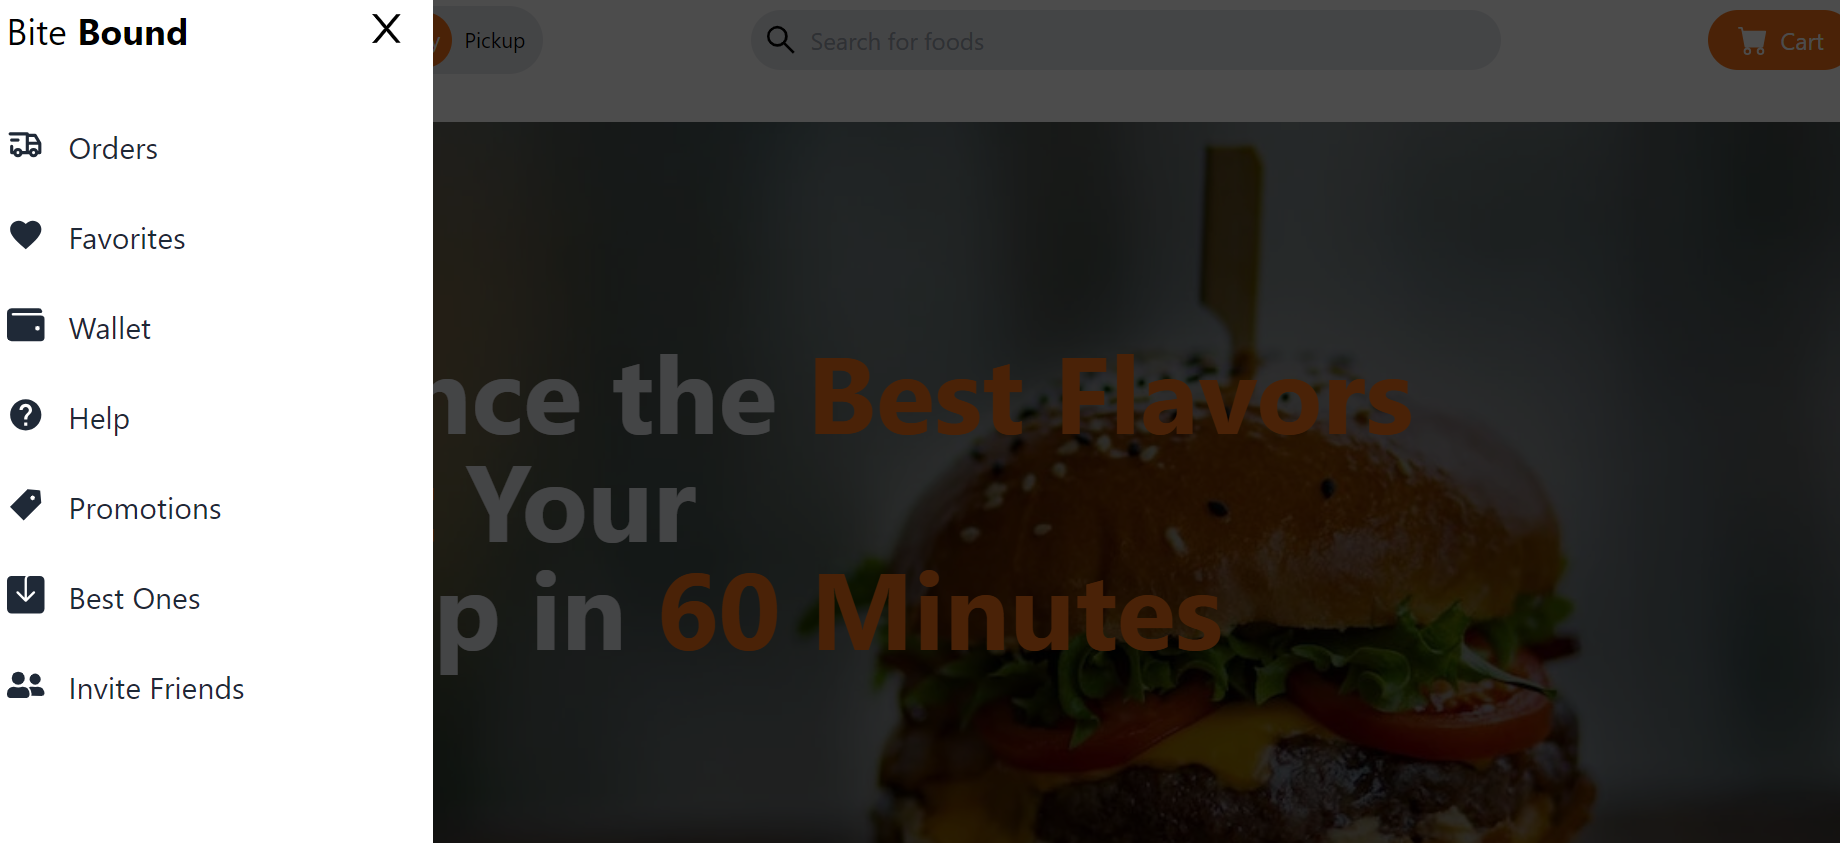 Bite Bound X
Orders
Favorites
Wallet
Help
Promotions
Best Ones
Invite Friends
Pickup
Search for foods
Cart
the Best Flavors
Your
in 60 Minutes